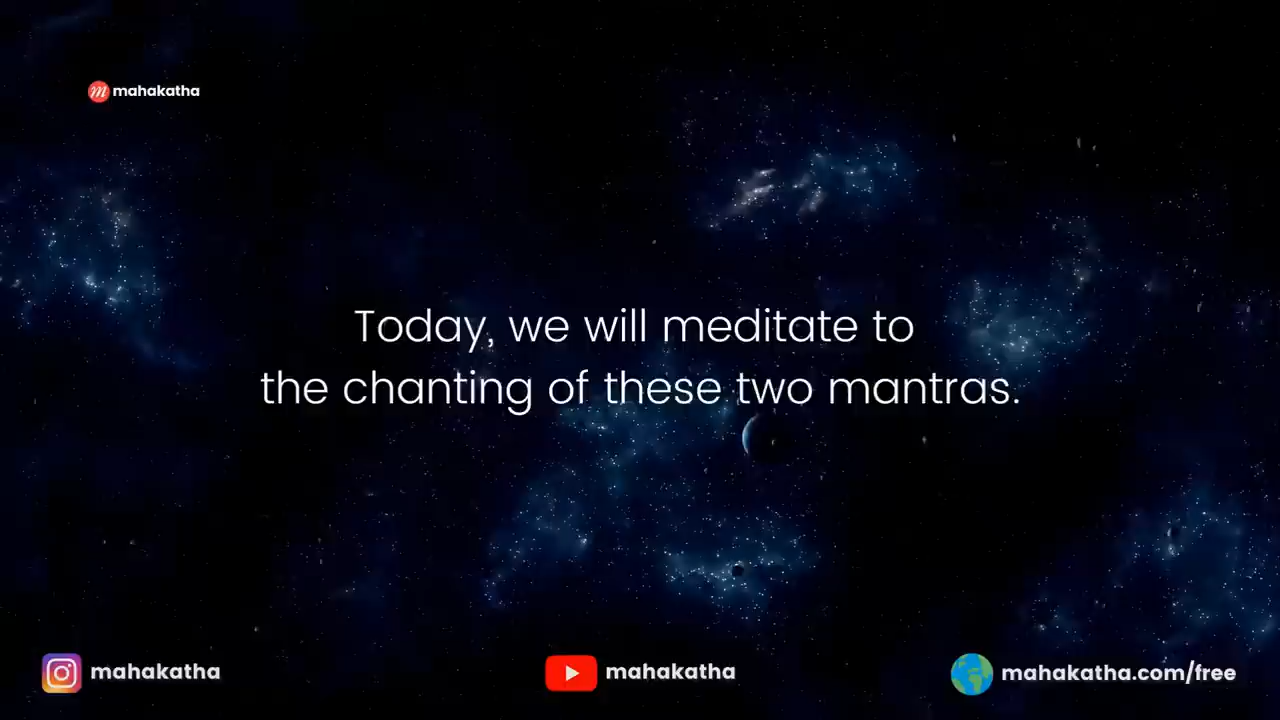 mahakatha
Today, we will meditate to
the chanting of these two mantras.
mahakatha
mahakatha
mahakatha.com/free